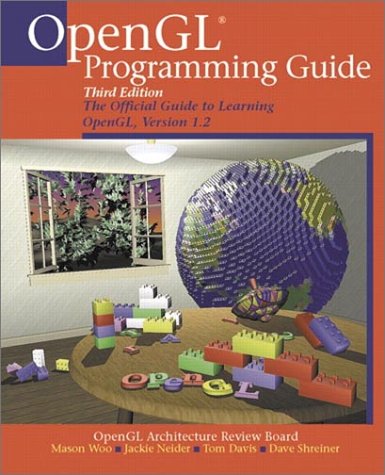 OpenGL®
Programming Guide
Third Edition
The Official Guide to Learning
OpenGL, Version 1.2
OpenGL
OpenGL Architecture Review Board
Mason Woo ■ Jackie Neider ■ Tom Davis ■ Dave Shreiner